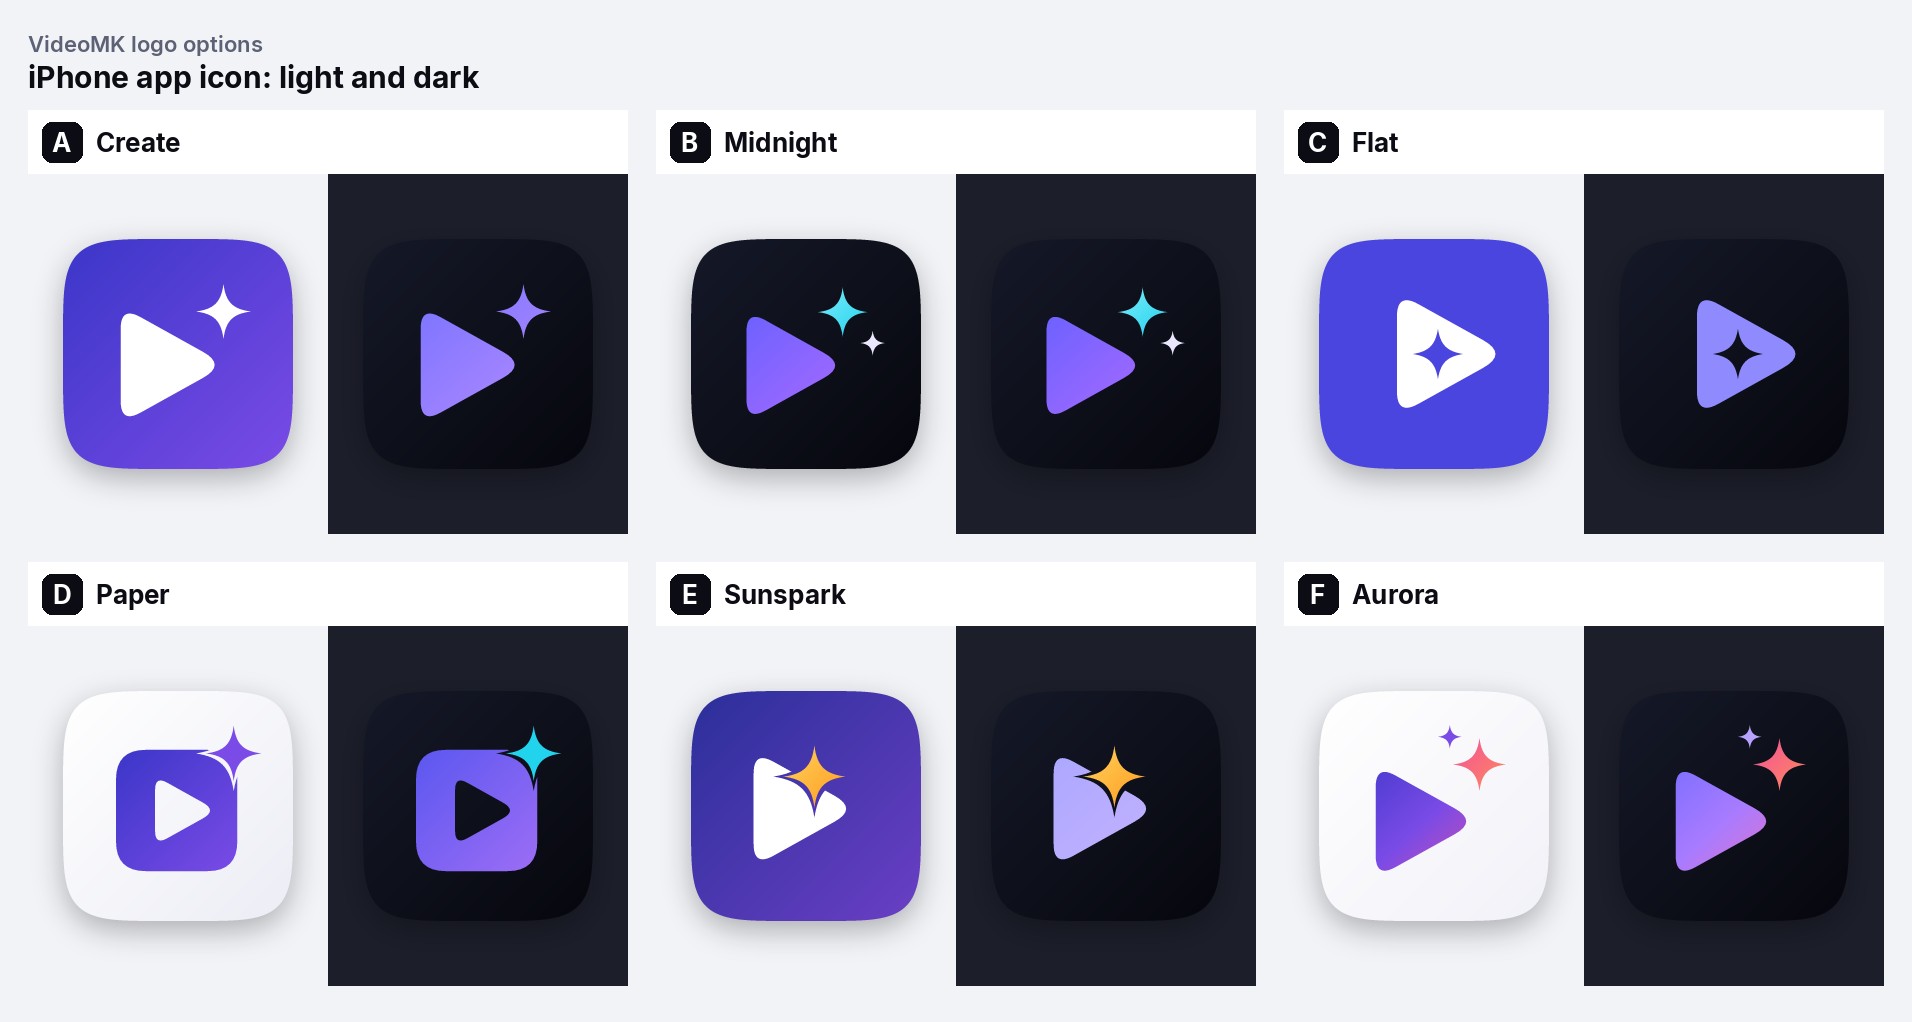 VideoMK logo options
iPhone app icon: light and dark
A Create
B Midnight
C Flat
D Paper
E Sunspark
F Aurora